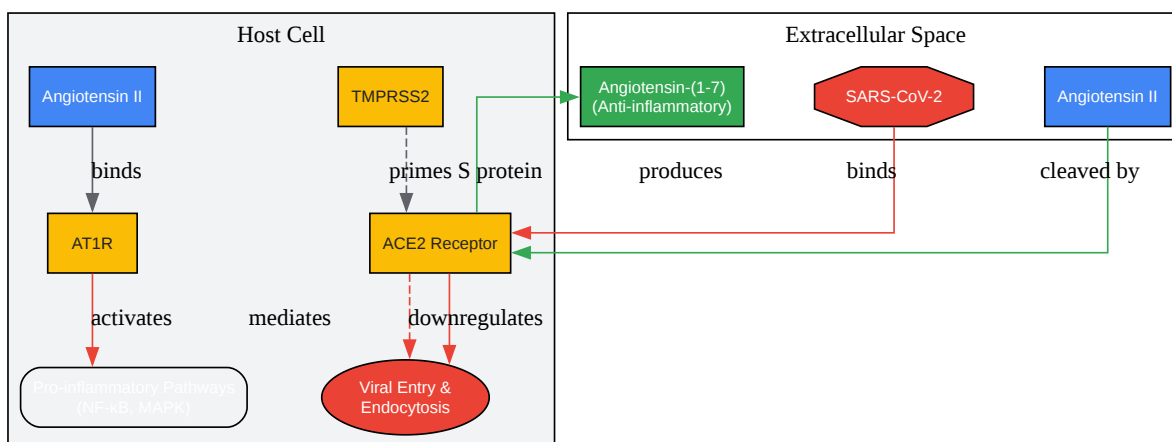 Host Cell
Extracellular Space
Angiotensin II
TMPRSS2
Angiotensin-(1-7)
(Anti-inflammatory)
SARS-CoV-2
Angiotensin II
binds
primes S protein
produces
binds
cleaved by
AT1R
ACE2 Receptor
activates
mediates
downregulates
Pro-inflammatory Pathways
(NF-κB, MAPK)
Viral Entry &
Endocytosis